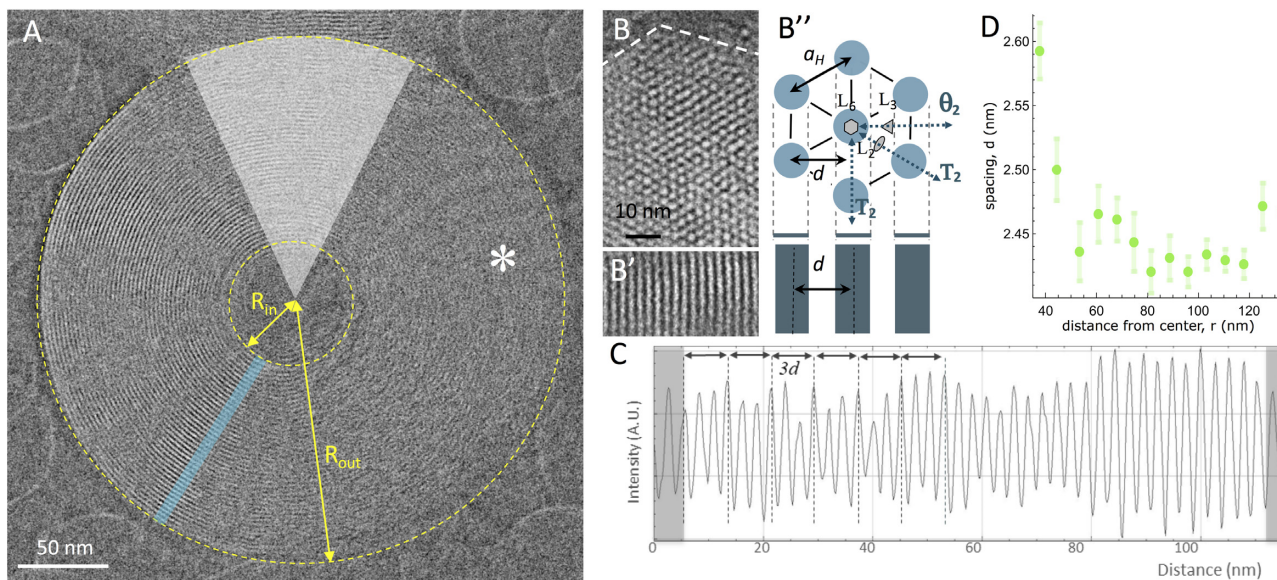 A
R_in
R_out
*
50 nm
B
10 nm
B'
B''
a_H
L_6
L_3
θ_2
L_2
d
T_2
T_2
d
D
spacing, d (nm)
2.60
2.55
2.50
2.45
40
60
80
100
120
distance from center, r (nm)
C
3d
Intensity (A.U.)
0
20
40
60
80
100
Distance (nm)